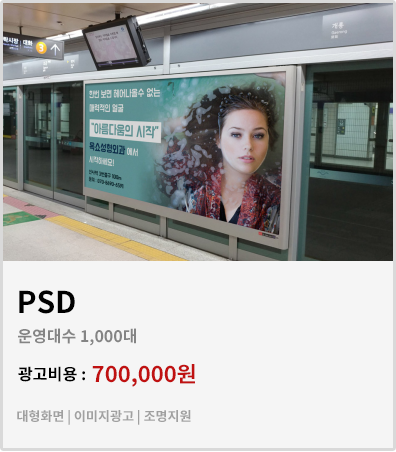 3
한번 보면 헤어나올수 없는
매력적인 얼굴
"아름다움의 시작"
옥소성형외과 에서
시작하세요!
PSD
운영대수 1,000대
광고비용 : 700,000원
대형화면 | 이미지광고 | 조명지원